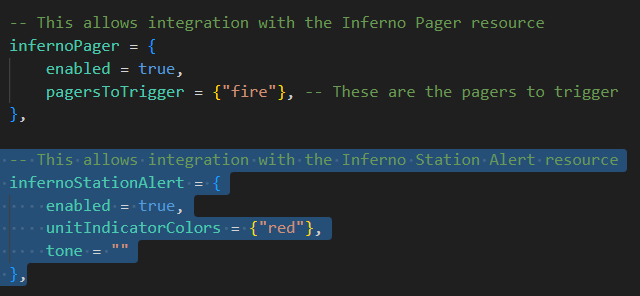 -- This allows integration with the Inferno Pager resource
infernoPager = {
    enabled = true,
    pagersToTrigger = {"fire"}, -- These are the pagers to trigger
},

-- This allows integration with the Inferno Station Alert resource
infernoStationAlert = {
    enabled = true,
    unitIndicatorColors = {"red"},
    tone = ""
},